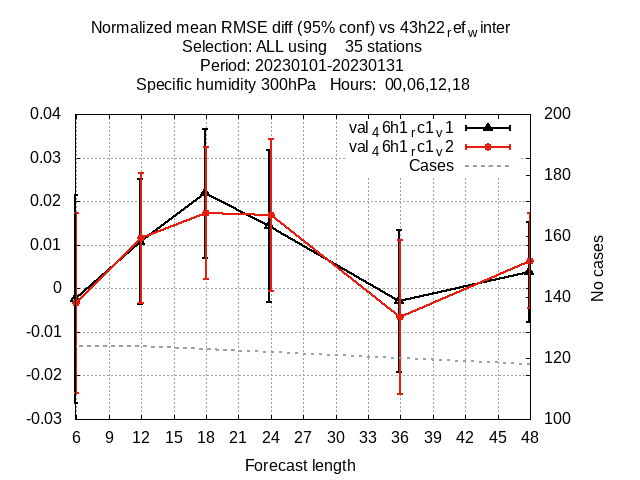 Normalized mean RMSE diff (95% conf) vs 43h22refwinter
Selection: ALL using    35 stations
Period: 20230101-20230131
Specific humidity 300hPa   Hours:  00,06,12,18
val46h1rc1v1
val46h1rc1v2
Cases
0.04
0.03
0.02
0.01
0
-0.01
-0.02
-0.03
200
180
160
140
120
100
No cases
6 9 12 15 18 21 24 27 30 33 36 39 42 45 48
Forecast length